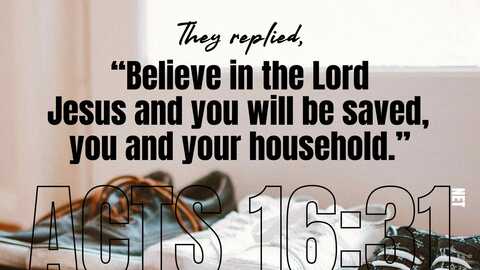 They replied,
“Believe in the Lord
Jesus and you will be saved,
you and your household.”
ACTS 16:31
NET